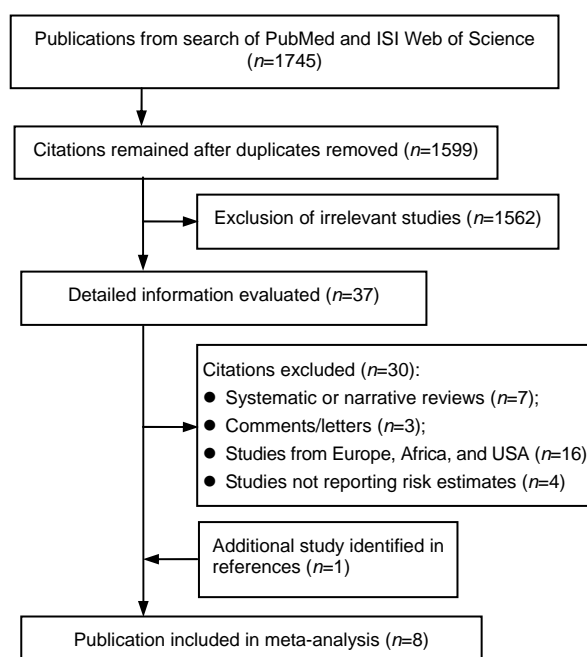 Publications from search of PubMed and ISI Web of Science
(n=1745)
Citations remained after duplicates removed (n=1599)
Exclusion of irrelevant studies (n=1562)
Detailed information evaluated (n=37)
Citations excluded (n=30):
● Systematic or narrative reviews (n=7);
● Comments/letters (n=3);
● Studies from Europe, Africa, and USA (n=16)
● Studies not reporting risk estimates (n=4)
Additional study identified in
references (n=1)
Publication included in meta-analysis (n=8)